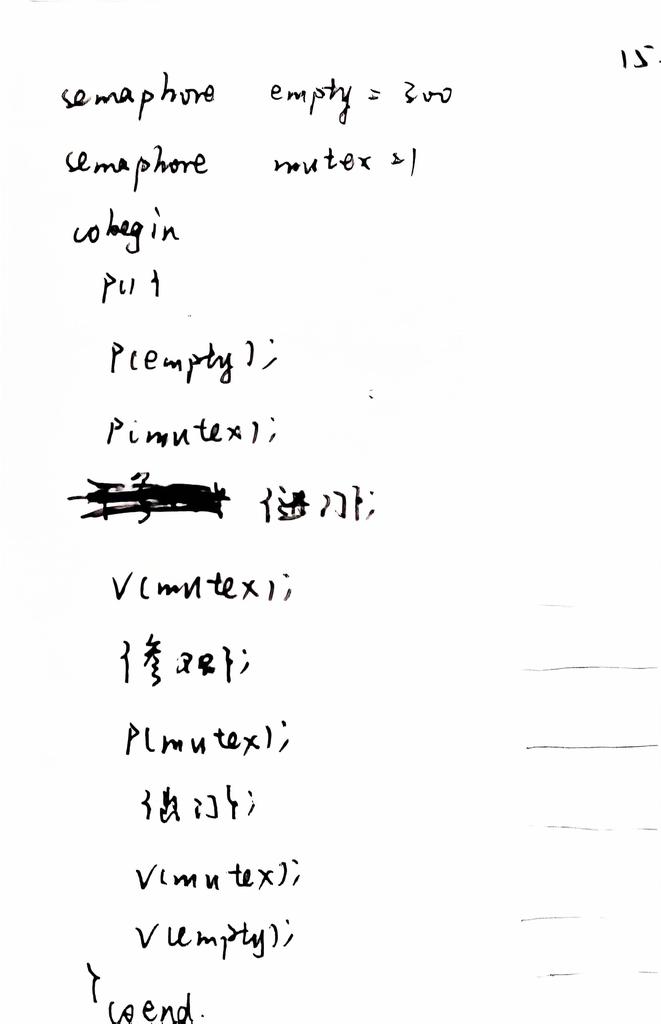 15.
semaphore empty = 300
semaphore mutex = 1
cobegin
P() {
P(empty);
P(mutex);
{进门};
V(mutex);
{参观};
P(mutex);
{出门};
V(mutex);
V(empty);
}
coend.